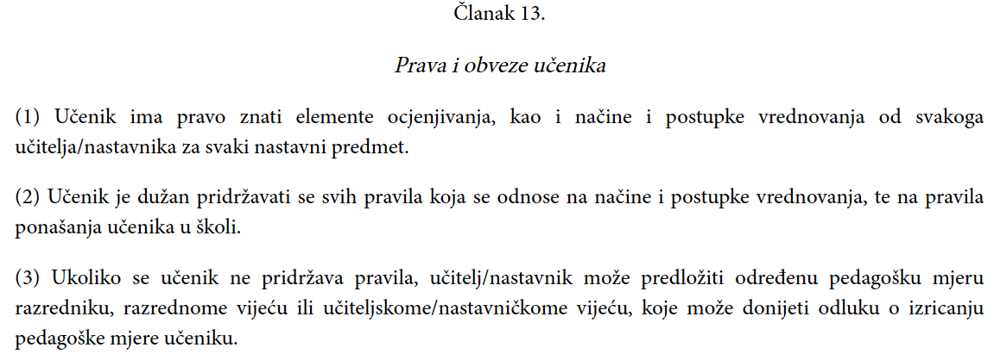 Članak 13.
Prava i obveze učenika
(1) Učenik ima pravo znati elemente ocjenjivanja, kao i načine i postupke vrednovanja od svakoga
učitelja/nastavnika za svaki nastavni predmet.
(2) Učenik je dužan pridržavati se svih pravila koja se odnose na načine i postupke vrednovanja, te na pravila
ponašanja učenika u školi.
(3) Ukoliko se učenik ne pridržava pravila, učitelj/nastavnik može predložiti određenu pedagošku mjeru
razredniku, razrednome vijeću ili učiteljskome/nastavničkome vijeću, koje može donijeti odluku o izricanju
pedagoške mjere učeniku.